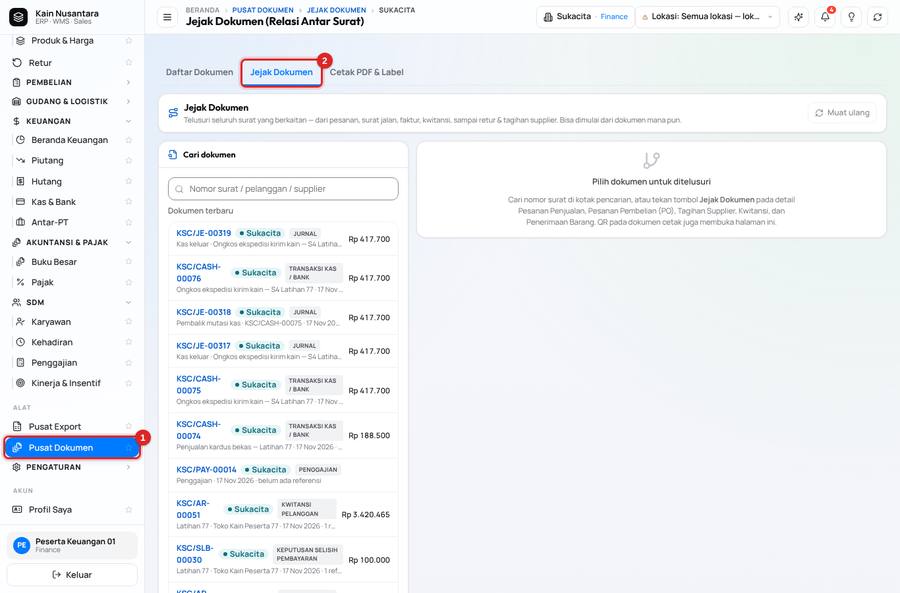 Kain Nusantara
ERP · WMS · Sales
Produk & Harga
Retur
PEMBELIAN
GUDANG & LOGISTIK
KEUANGAN
Beranda Keuangan
Piutang
Hutang
Kas & Bank
Antar-PT
AKUNTANSI & PAJAK
Buku Besar
Pajak
SDM
Karyawan
Kehadiran
Penggajian
Kinerja & Insentif
ALAT
Pusat Export
Pusat Dokumen
1
PENGATURAN
AKUN
Profil Saya
PE
Peserta Keuangan 01
Finance
Keluar
BERANDA › PUSAT DOKUMEN › JEJAK DOKUMEN › SUKACITA
Jejak Dokumen (Relasi Antar Surat)
Sukacita · Finance
Lokasi: Semua lokasi — lok...
4
Daftar Dokumen
Jejak Dokumen
2
Cetak PDF & Label
Jejak Dokumen
Telusuri seluruh surat yang berkaitan — dari pesanan, surat jalan, faktur, kwitansi, sampai retur & tagihan supplier. Bisa dimulai dari dokumen mana pun.
Muat ulang
Cari dokumen
Nomor surat / pelanggan / supplier
Dokumen terbaru
KSC/JE-00319 Sukacita JURNAL
Kas keluar · Ongkos ekspedisi kirim kain — S4 Latiha...
Rp 417.700
KSC/CASH-00076 Sukacita TRANSAKSI KAS / BANK
Ongkos ekspedisi kirim kain — S4 Latihan 77 · 17 Nov ...
Rp 417.700
KSC/JE-00318 Sukacita JURNAL
Pembalik mutasi kas · KSC/CASH-00075 · 17 Nov 20...
Rp 417.700
KSC/JE-00317 Sukacita JURNAL
Kas keluar · Ongkos ekspedisi kirim kain — S4 Latiha...
Rp 417.700
KSC/CASH-00075 Sukacita TRANSAKSI KAS / BANK
Ongkos ekspedisi kirim kain — S4 Latihan 77 · 17 Nov ...
Rp 417.700
KSC/CASH-00074 Sukacita TRANSAKSI KAS / BANK
Penjualan kardus bekas — Latihan 77 · 17 Nov 2026 · ...
Rp 188.500
KSC/PAY-00014 Sukacita PENGGAJIAN
Penggajian · 17 Nov 2026 · belum ada referensi
KSC/AR-00051 Sukacita KWITANSI PELANGGAN
Latihan 77 · Toko Kain Peserta 77 · 17 Nov 2026 · 1 r...
Rp 3.420.465
KSC/SLB-00030 Sukacita KEPUTUSAN SELISIH PEMBAYARAN
Latihan 77 · Toko Kain Peserta 77 · 17 Nov 2026 · 1 ref...
Rp 100.000
Pilih dokumen untuk ditelusuri
Cari nomor surat di kotak pencarian, atau tekan tombol Jejak Dokumen pada detail
Pesanan Penjualan, Pesanan Pembelian (PO), Tagihan Supplier, Kwitansi, dan
Penerimaan Barang. QR pada dokumen cetak juga membuka halaman ini.